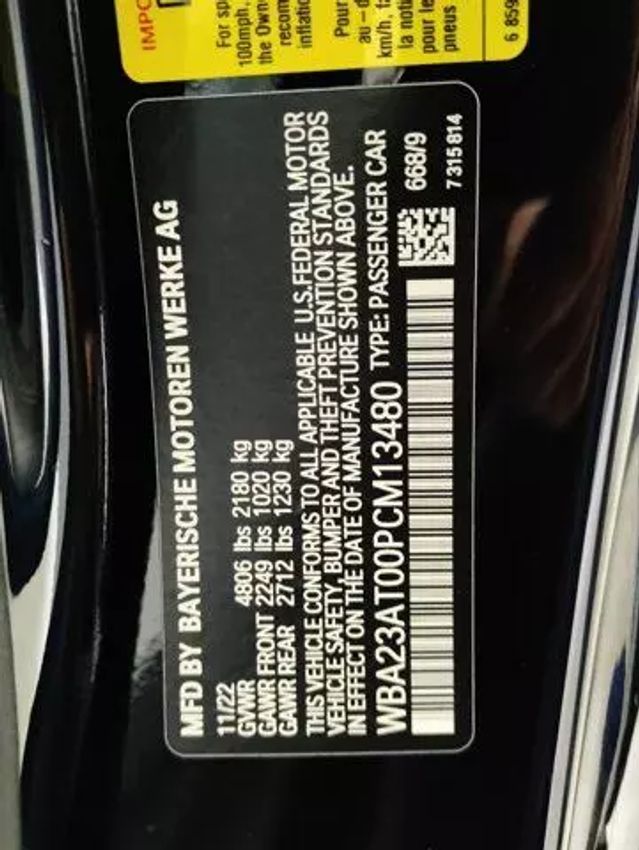 IMPO
For sp
100mph,
the Own
recom
inflatio
Pour
au-d
km/h, fa
la noti
pour le
pneus
6 859
MFD BY BAYERISCHE MOTOREN WERKE AG
11/22
GVWR 4806 lbs 2180 kg
GAWR FRONT 2249 lbs 1020 kg
GAWR REAR 2712 lbs 1230 kg
THIS VEHICLE CONFORMS TO ALL APPLICABLE U.S.FEDERAL MOTOR
VEHICLE SAFETY, BUMPER AND THEFT PREVENTION STANDARDS
IN EFFECT ON THE DATE OF MANUFACTURE SHOWN ABOVE.
WBA23AT00PCM13480 TYPE: PASSENGER CAR
668/9
7 315 814